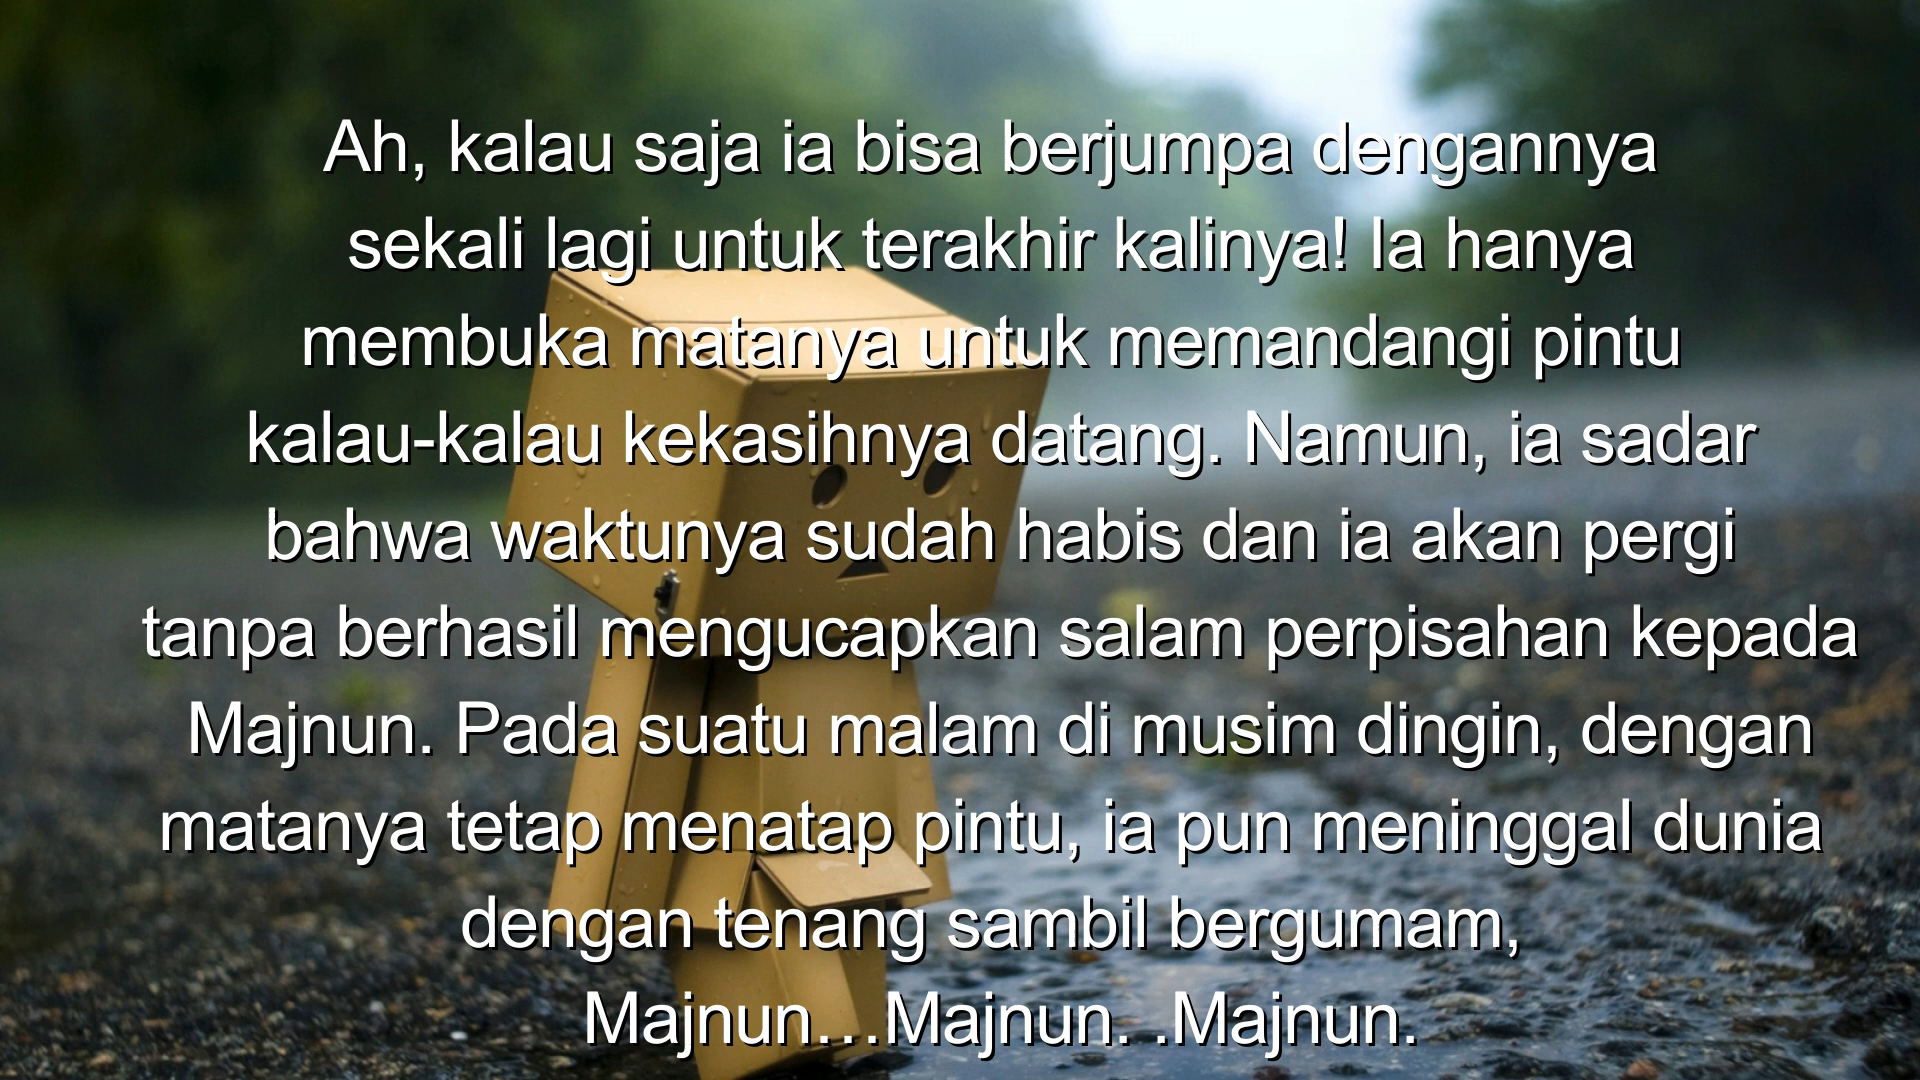 Ah, kalau saja ia bisa berjumpa dengannya
sekali lagi untuk terakhir kalinya! Ia hanya
membuka matanya untuk memandangi pintu
kalau-kalau kekasihnya datang. Namun, ia sadar
bahwa waktunya sudah habis dan ia akan pergi
tanpa berhasil mengucapkan salam perpisahan kepada
Majnun. Pada suatu malam di musim dingin, dengan
matanya tetap menatap pintu, ia pun meninggal dunia
dengan tenang sambil bergumam,
Majnun…Majnun. .Majnun.